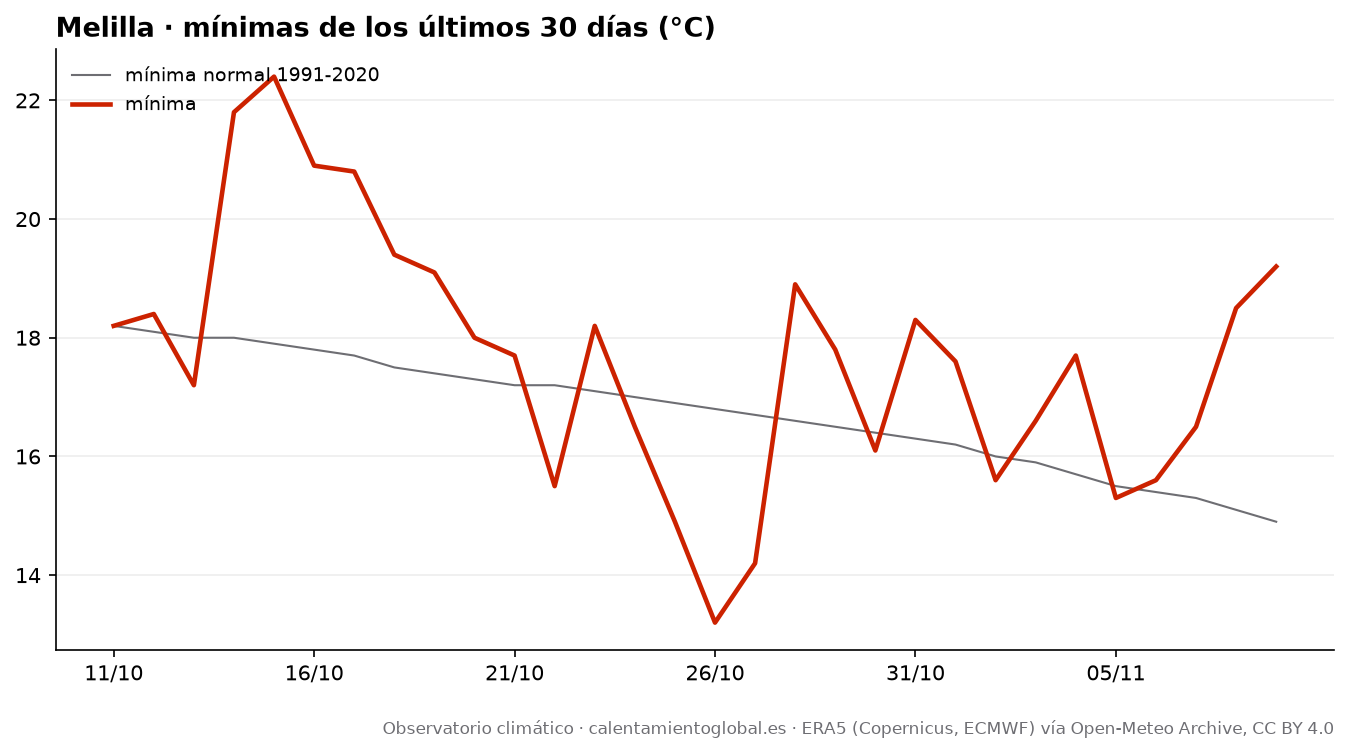 Melilla · mínimas de los últimos 30 días (°C)
mínima normal 1991-2020
mínima
22
20
18
16
14
11/10
16/10
21/10
26/10
31/10
05/11
Observatorio climático · calentamientoglobal.es · ERA5 (Copernicus, ECMWF) vía Open-Meteo Archive, CC BY 4.0